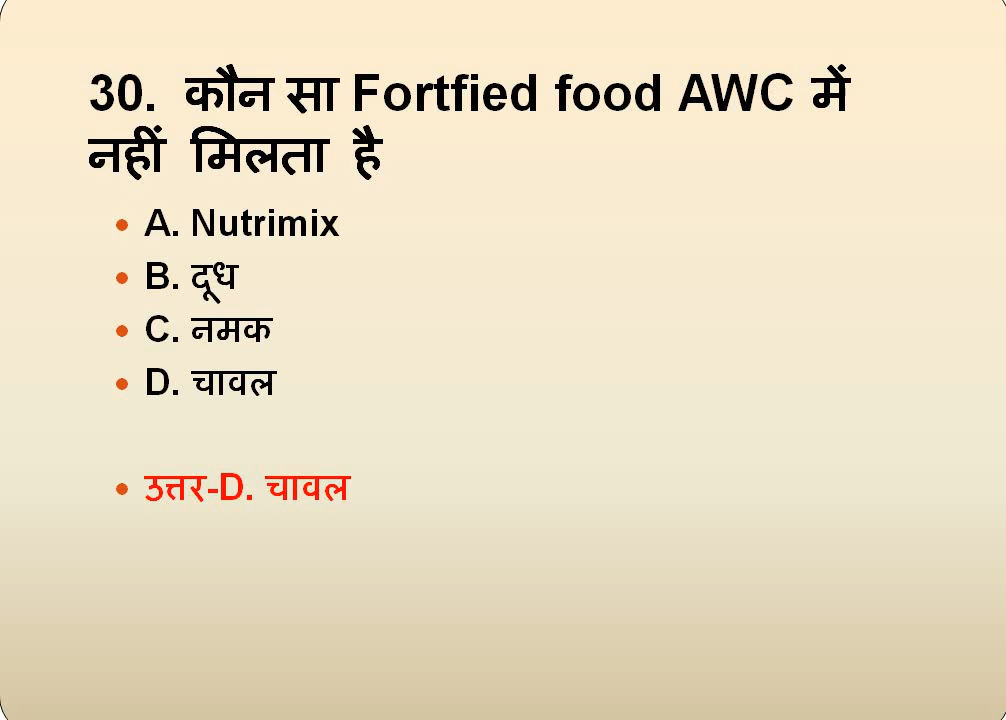 30. कौन सा Fortfied food AWC में
नहीं मिलता है
• A. Nutrimix
• B. दूध
• C. नमक
• D. चावल
• उत्तर-D. चावल